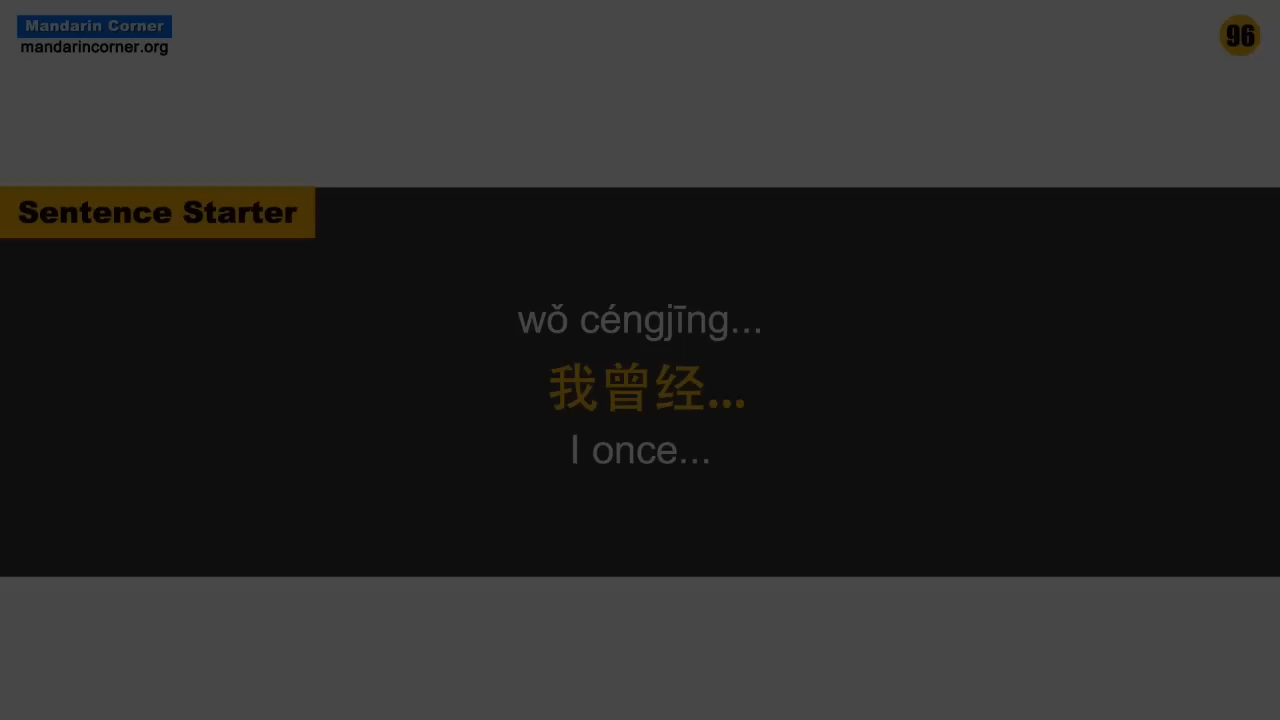 Mandarin Corner
mandarincorner.org
96
Sentence Starter
wǒ céngjīng...
我曾经...
I once...